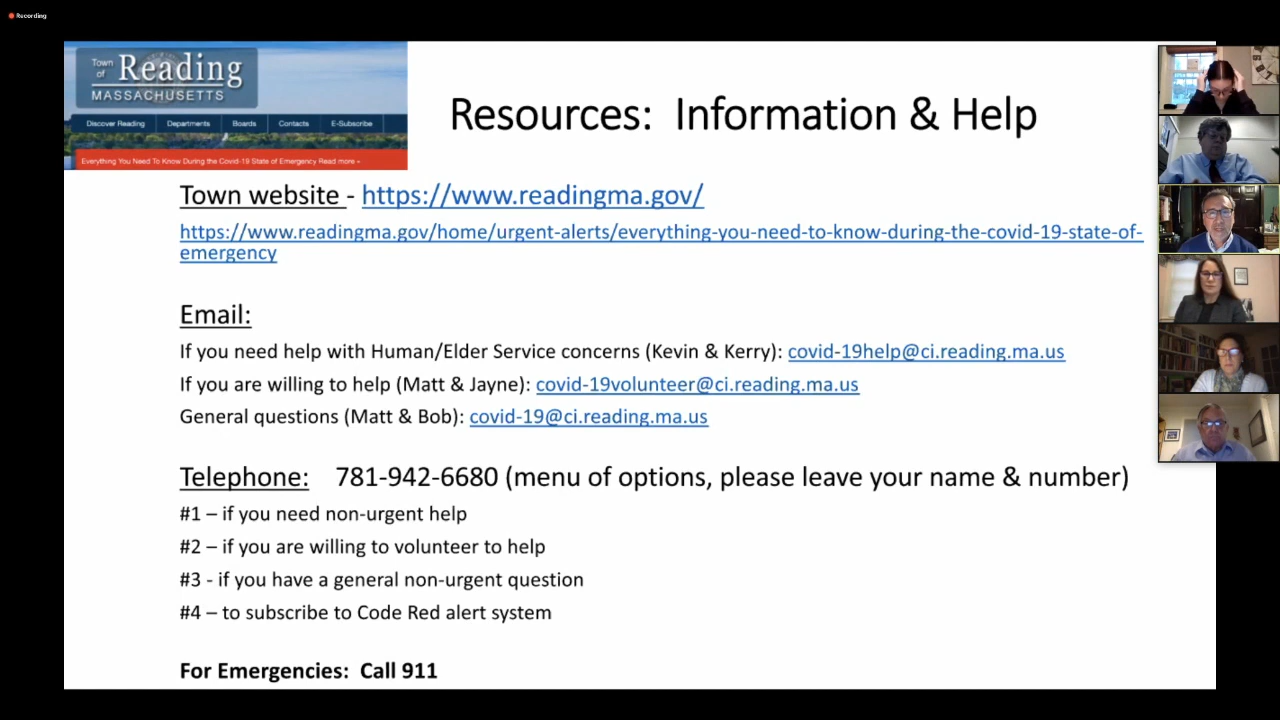 Recording
Town of Reading
MASSACHUSETTS
Discover Reading Departments Boards Contacts E-Subscribe
Everything You Need To Know During the Covid-19 State of Emergency Read more »
Resources: Information & Help
Town website - https://www.readingma.gov/
https://www.readingma.gov/home/urgent-alerts/everything-you-need-to-know-during-the-covid-19-state-of-
emergency
Email:
If you need help with Human/Elder Service concerns (Kevin & Kerry): covid-19help@ci.reading.ma.us
If you are willing to help (Matt & Jayne): covid-19volunteer@ci.reading.ma.us
General questions (Matt & Bob): covid-19@ci.reading.ma.us
Telephone: 781-942-6680 (menu of options, please leave your name & number)
#1 – if you need non-urgent help
#2 – if you are willing to volunteer to help
#3 - if you have a general non-urgent question
#4 – to subscribe to Code Red alert system
For Emergencies: Call 911